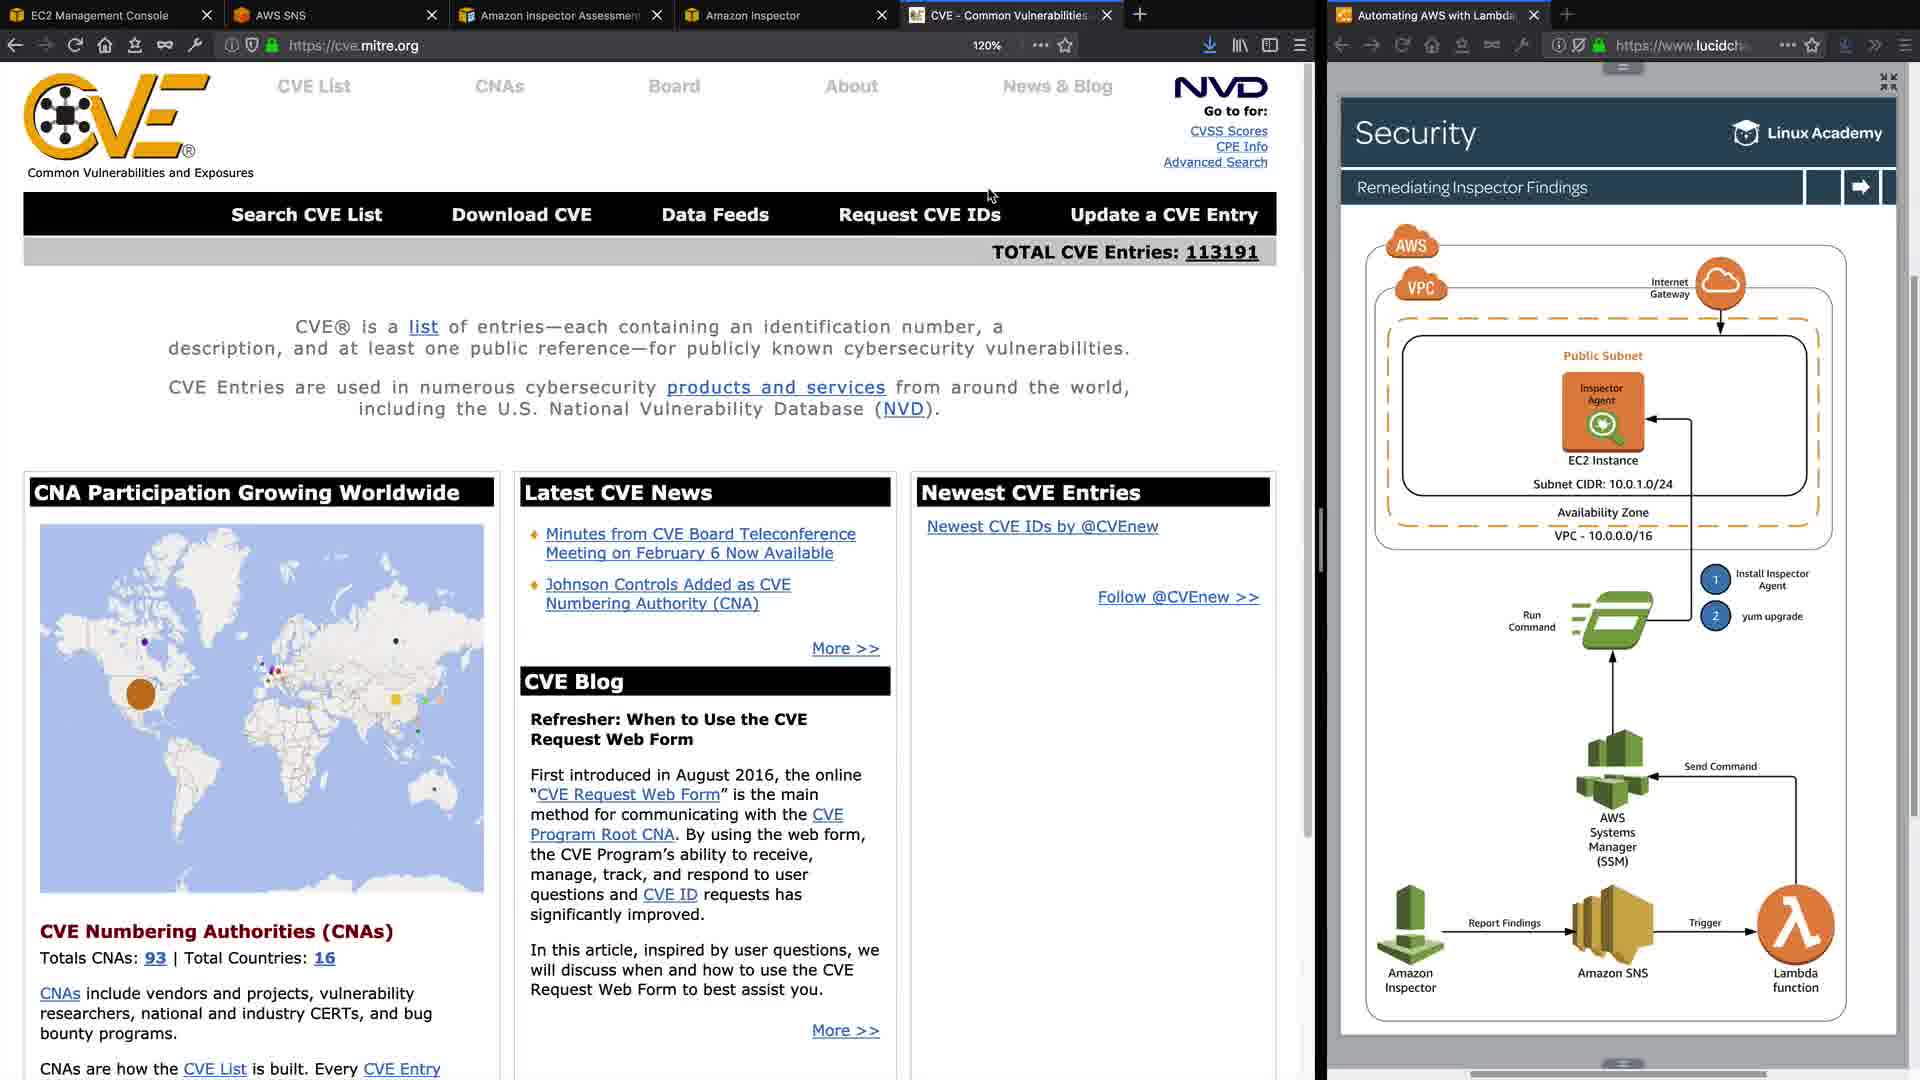 EC2 Management Console
AWS SNS
Amazon Inspector Assessment
Amazon Inspector
CVE - Common Vulnerabilities
Automating AWS with Lambda
https://cve.mitre.org
120%
https://www.lucidch
CVE
®
Common Vulnerabilities and Exposures
CVE List
CNAs
Board
About
News & Blog
NVD
Go to for:
CVSS Scores
CPE Info
Advanced Search
Search CVE List
Download CVE
Data Feeds
Request CVE IDs
Update a CVE Entry
TOTAL CVE Entries: 113191
CVE® is a list of entries—each containing an identification number, a
description, and at least one public reference—for publicly known cybersecurity vulnerabilities.
CVE Entries are used in numerous cybersecurity products and services from around the world,
including the U.S. National Vulnerability Database (NVD).
CNA Participation Growing Worldwide
CVE Numbering Authorities (CNAs)
Totals CNAs: 93 | Total Countries: 16
CNAs include vendors and projects, vulnerability
researchers, national and industry CERTs, and bug
bounty programs.
CNAs are how the CVE List is built. Every CVE Entry
Latest CVE News
Minutes from CVE Board Teleconference
Meeting on February 6 Now Available
Johnson Controls Added as CVE
Numbering Authority (CNA)
More >>
CVE Blog
Refresher: When to Use the CVE
Request Web Form
First introduced in August 2016, the online
“CVE Request Web Form” is the main
method for communicating with the CVE
Program Root CNA. By using the web form,
the CVE Program’s ability to receive,
manage, track, and respond to user
questions and CVE ID requests has
significantly improved.
In this article, inspired by user questions, we
will discuss when and how to use the CVE
Request Web Form to best assist you.
More >>
Newest CVE Entries
Newest CVE IDs by @CVEnew
Follow @CVEnew >>
Security
Linux Academy
Remediating Inspector Findings
AWS
VPC
Internet
Gateway
Public Subnet
Inspector
Agent
EC2 Instance
Subnet CIDR: 10.0.1.0/24
Availability Zone
VPC - 10.0.0.0/16
1
Install Inspector
Agent
2
yum upgrade
Run
Command
Send Command
AWS
Systems
Manager
(SSM)
Report Findings
Trigger
Amazon
Inspector
Amazon SNS
Lambda
function